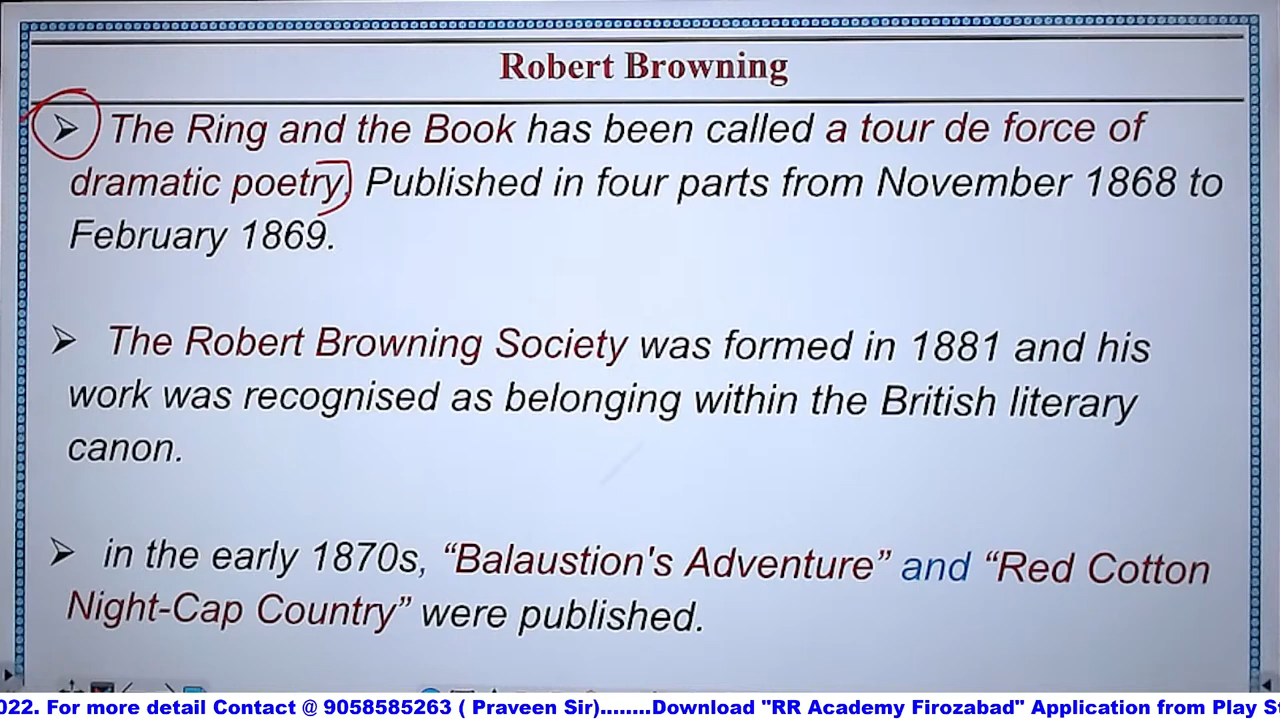 Robert Browning
➢ The Ring and the Book has been called a tour de force of
dramatic poetry, Published in four parts from November 1868 to
February 1869.
➢ The Robert Browning Society was formed in 1881 and his
work was recognised as belonging within the British literary
canon.
➢ in the early 1870s, “Balaustion's Adventure” and “Red Cotton
Night-Cap Country” were published.
022. For more detail Contact @ 9058585263 ( Praveen Sir)........Download "RR Academy Firozabad" Application from Play S